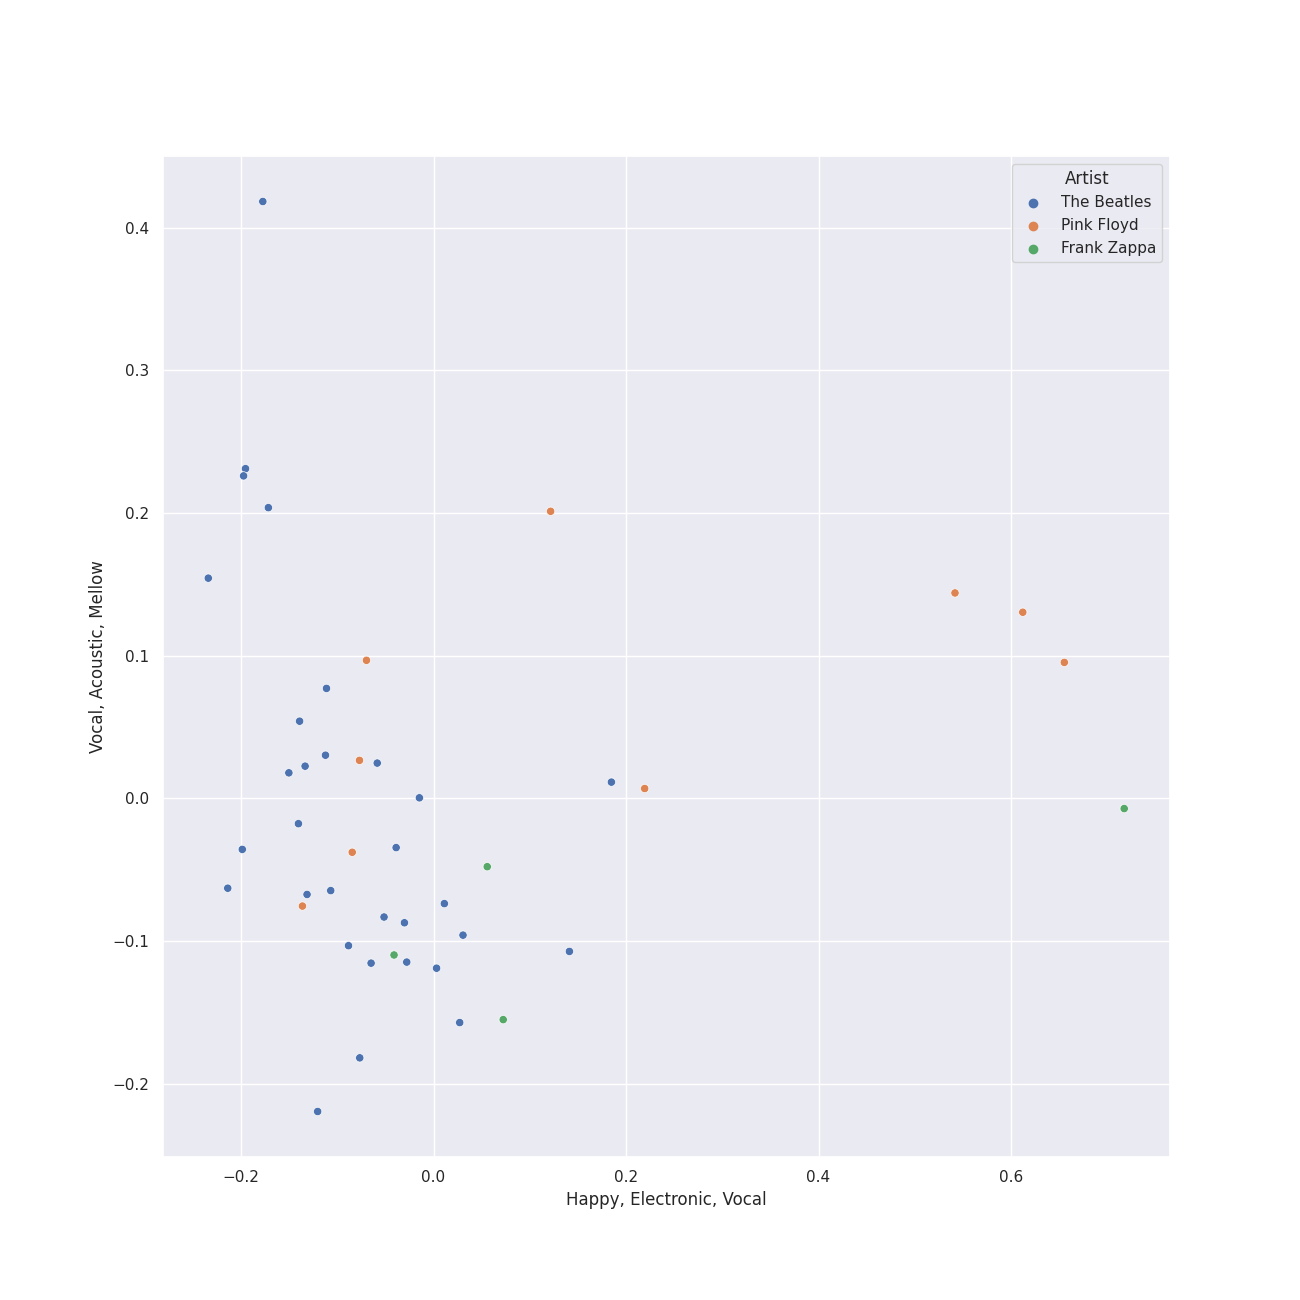 Artist
The Beatles
Pink Floyd
Frank Zappa
0.4
0.3
0.2
0.1
0.0
−0.1
−0.2
Vocal, Acoustic, Mellow
−0.2 0.0 0.2 0.4 0.6
Happy, Electronic, Vocal